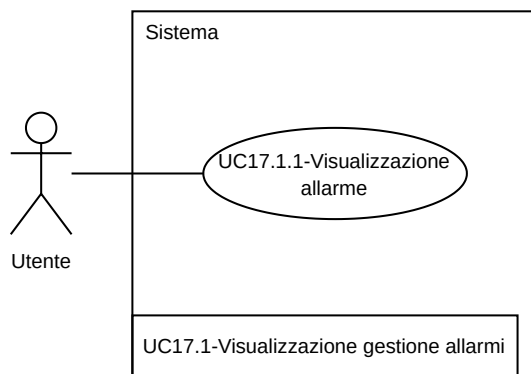 Sistema
UC17.1.1-Visualizzazione
allarme
Utente
UC17.1-Visualizzazione gestione allarmi